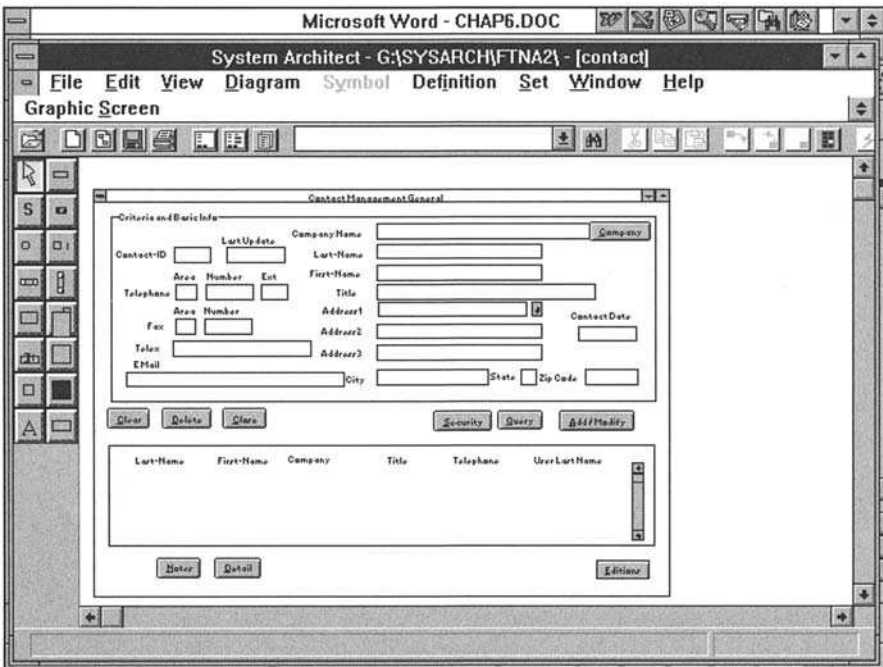 Microsoft Word - CHAP6.DOC
System Architect - G:\SYSARCH\FTNA2\ - [contact]
File Edit View Diagram Symbol Definition Set Window Help
Graphic Screen
S
A
Contact Management General
Criteria and Basic Info
Company Name Company
Contact-ID Last Update Last-Name
Area Number Ext First-Name
Telephone Title
Area Number Address1 Contact Date
Fax Address2
Telex Address3
EMail City State Zip Code
Clear Delete Close Security Query Add/Modify
Last-Name First-Name Company Title Telephone User Last Name
Notes Detail Editions